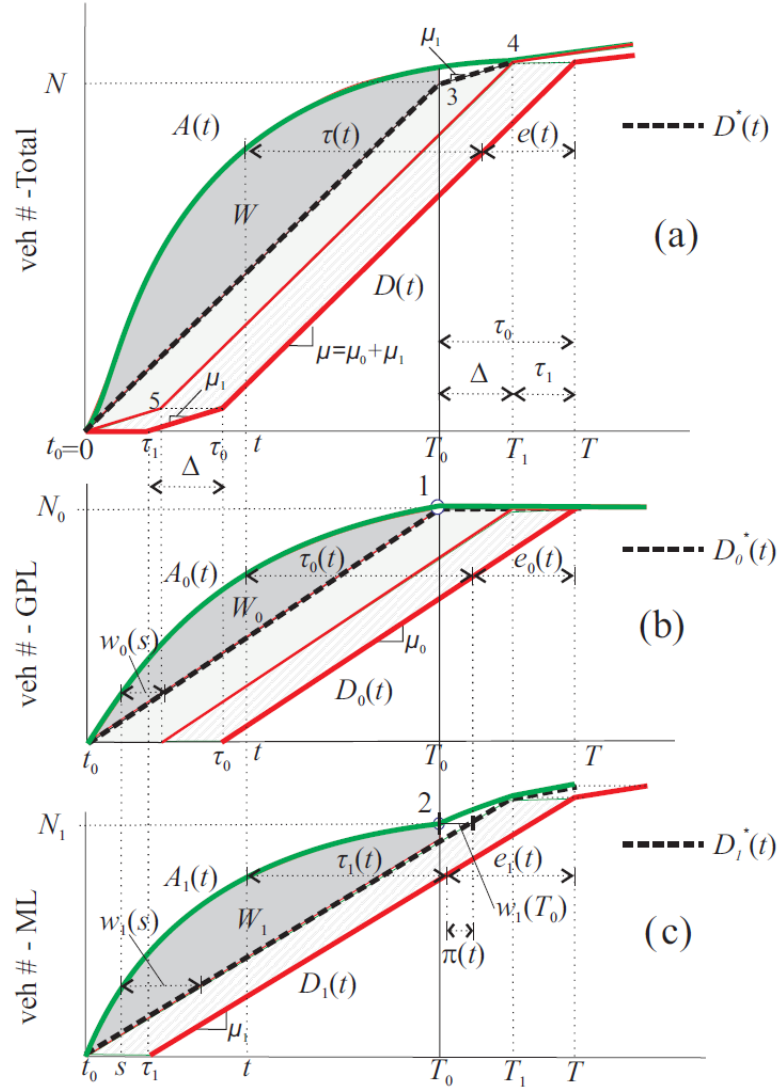 μ₁
4
N
3
A(t)
τ(t)
e(t)
D*(t)
W
(a)
veh # -Total
D(t)
μ=μ₀+μ₁
τ₀
5
μ₁
Δ
τ₁
t₀=0
τ₁
τ₀
t
T₀
T₁
T
Δ
1
N₀
A₀(t)
τ₀(t)
e₀(t)
D₀*(t)
W₀
w₀(s)
(b)
veh # - GPL
μ₀
D₀(t)
t₀
τ₀
t
T₀
T
2
N₁
D₁*(t)
A₁(t)
τ₁(t)
e₁(t)
w₁(s)
W₁
w₁(T₀)
(c)
veh # - ML
π(t)
D₁(t)
μ₁
t₀
s
τ₁
t
T₀
T₁
T